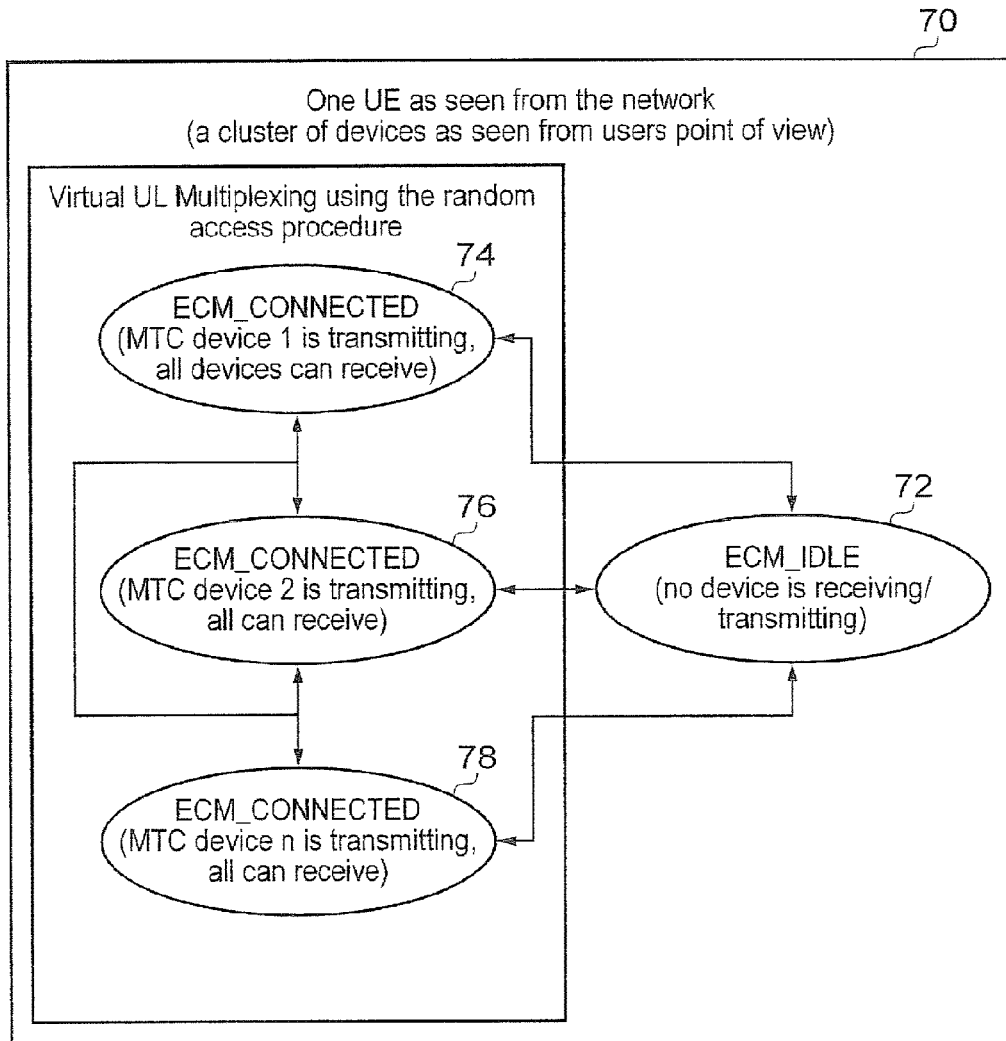 70
One UE as seen from the network
(a cluster of devices as seen from users point of view)
Virtual UL Multiplexing using the random
access procedure
74
ECM_CONNECTED
(MTC device 1 is transmitting,
all devices can receive)
76
ECM_CONNECTED
(MTC device 2 is transmitting,
all can receive)
72
ECM_IDLE
(no device is receiving/
transmitting)
78
ECM_CONNECTED
(MTC device n is transmitting,
all can receive)